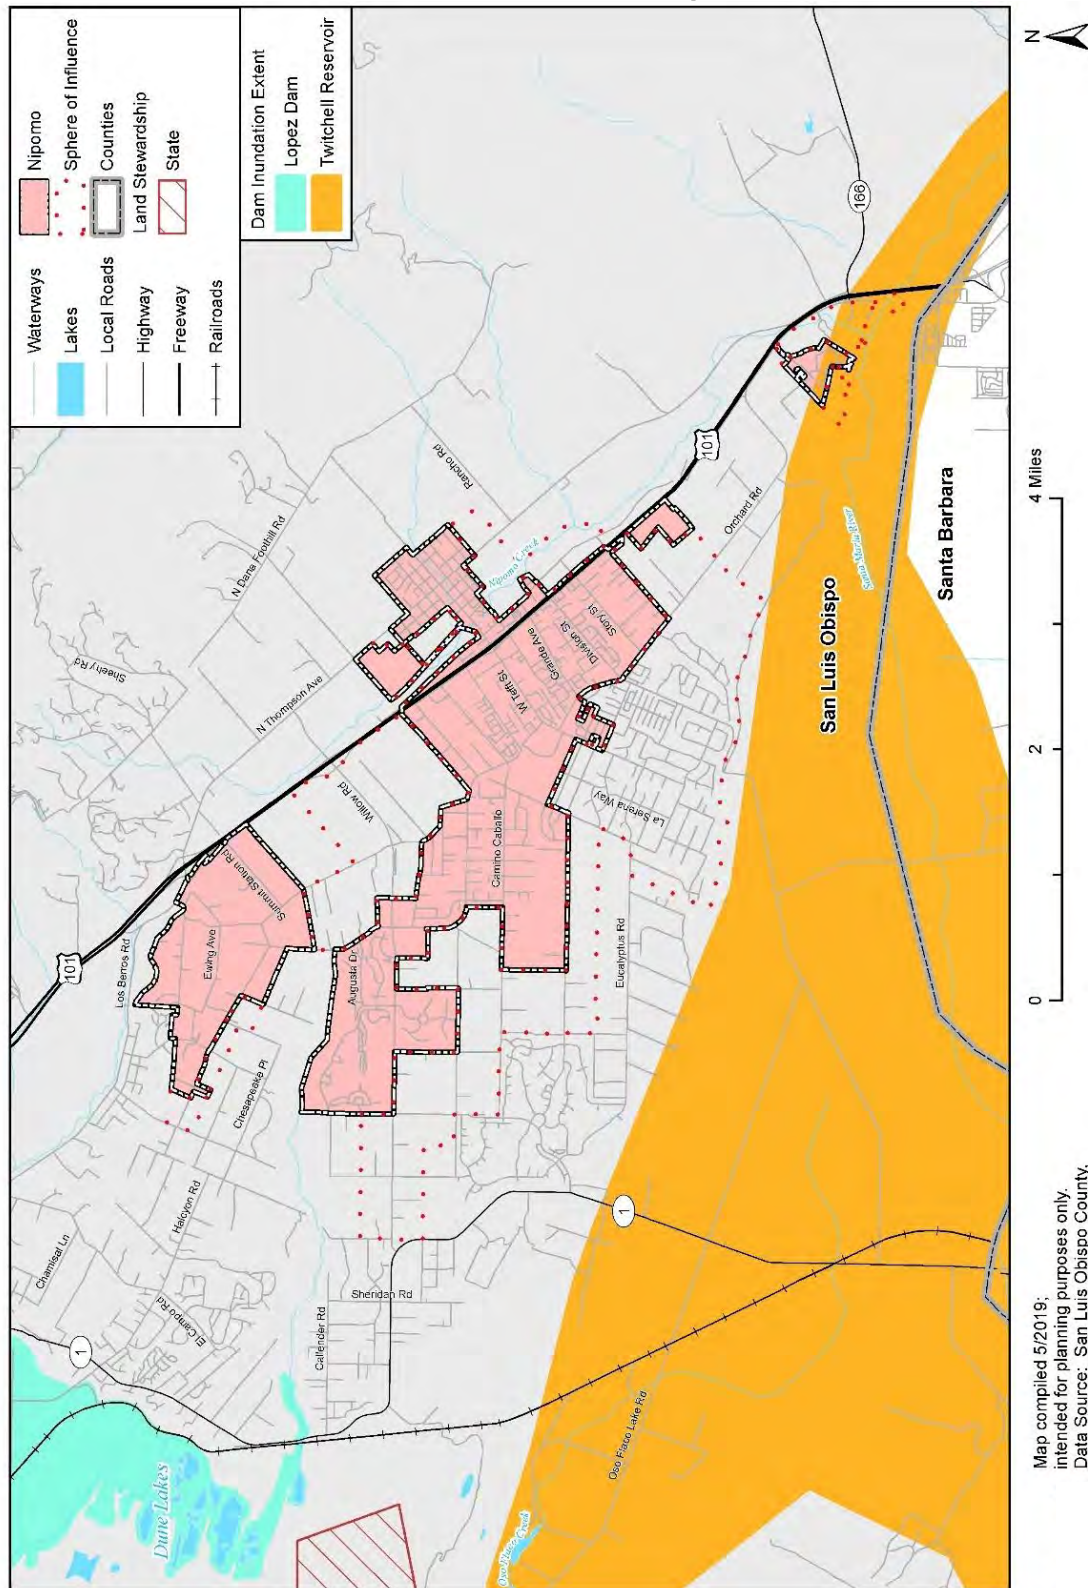 Waterways
Lakes
Local Roads
Highway
Freeway
Railroads
Nipomo
Sphere of Influence
Counties
Land Stewardship
State
Dam Inundation Extent
Lopez Dam
Twitchell Reservoir
N
101
Los Berros Rd
Summit Station Rd
Ewing Ave
Chesapeake Pl
Halcyon Rd
Chamisal Ln
El Campo Rd
1
Dune Lakes
Callender Rd
Sheridan Rd
Augusta Dr
Willow Rd
N Thompson Ave
Shaehy Rd
N Dana Foothill Rd
Rancho Rd
Nipomo Creek
W Tefft St
Grande Ave
Division St
Story St
Camino Caballo
La Serena Way
Eucalyptus Rd
Orchard Rd
101
166
1
Oso Flaco Lake Rd
Oso Flaco Creek
Santa Maria River
San Luis Obispo
Santa Barbara
0
2
4 Miles
Map compiled 5/2019;
intended for planning purposes only.
Data Source: San Luis Obispo County,